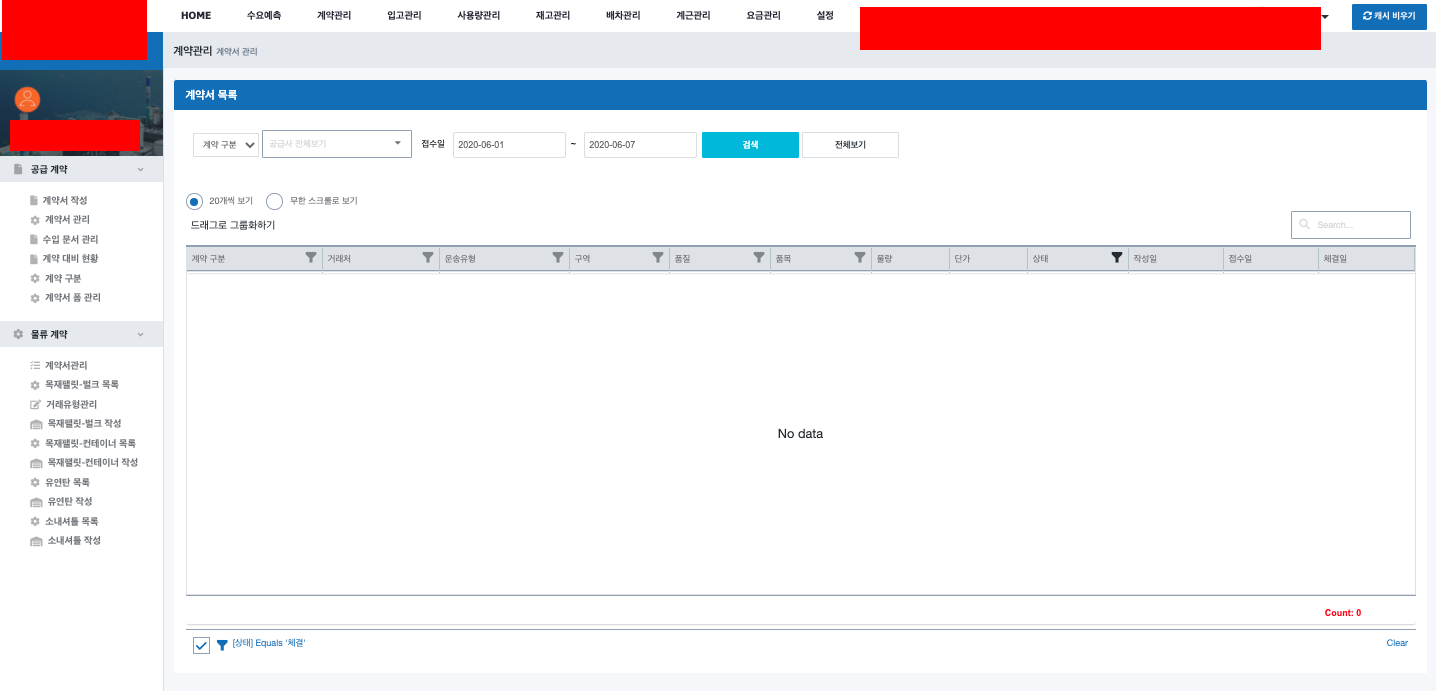 HOME 수요예측 계약관리 입고관리 사용량관리 재고관리 배차관리 계근관리 요금관리 설정 캐시 비우기
계약관리 계약서 관리
계약서 목록
계약 구분 공급사 전체보기 접수일 2020-06-01 ~ 2020-06-07 검색 전체보기
공급 계약
계약서 작성
계약서 관리
수입 문서 관리
계약 대비 현황
계약 구분
계약서 폼 관리
물류 계약
계약서관리
목재팰릿-벌크 목록
거래유형관리
목재팰릿-벌크 작성
목재팰릿-컨테이너 목록
목재팰릿-컨테이너 작성
유연탄 목록
유연탄 작성
소내셔틀 목록
소내셔틀 작성
20개씩 보기 무한 스크롤로 보기
드래그로 그룹화하기
Search...
계약 구분 거래처 운송유형 구역 품질 품목 물량 단가 상태 작성일 접수일 체결일
No data
Count: 0
[상태] Equals '체결' Clear